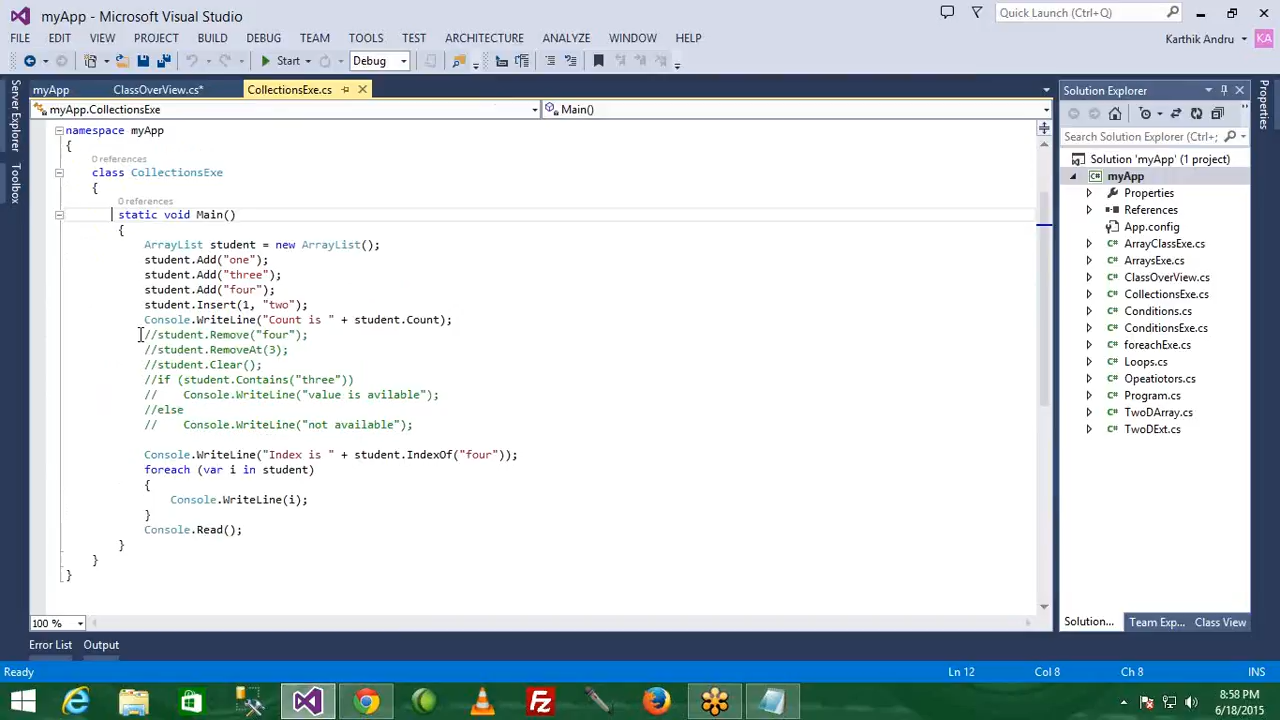 myApp - Microsoft Visual Studio
Quick Launch (Ctrl+Q)
FILE EDIT VIEW PROJECT BUILD DEBUG TEAM TOOLS TEST ARCHITECTURE ANALYZE WINDOW HELP
Karthik Andru KA
Start Debug
myApp ClassOverView.cs* CollectionsExe.cs
myApp.CollectionsExe Main()
namespace myApp
{
0 references
class CollectionsExe
{
0 references
static void Main()
{
ArrayList student = new ArrayList();
student.Add("one");
student.Add("three");
student.Add("four");
student.Insert(1, "two");
Console.WriteLine("Count is " + student.Count);
//student.Remove("four");
//student.RemoveAt(3);
//student.Clear();
//if (student.Contains("three"))
//    Console.WriteLine("value is avilable");
//else
//    Console.WriteLine("not available");
Console.WriteLine("Index is " + student.IndexOf("four"));
foreach (var i in student)
{
Console.WriteLine(i);
}
Console.Read();
}
}
}
100 %
Server Explorer
Toolbox
Solution Explorer
Search Solution Explorer (Ctrl+;
Solution 'myApp' (1 project)
myApp
Properties
References
App.config
ArrayClassExe.cs
ArraysExe.cs
ClassOverView.cs
CollectionsExe.cs
Conditions.cs
ConditionsExe.cs
foreachExe.cs
Loops.cs
Opeatiotors.cs
Program.cs
TwoDArray.cs
TwoDExt.cs
Solution... Team Exp... Class View
Properties
Error List Output
Ready Ln 12 Col 8 Ch 8 INS
8:58 PM
6/18/2015